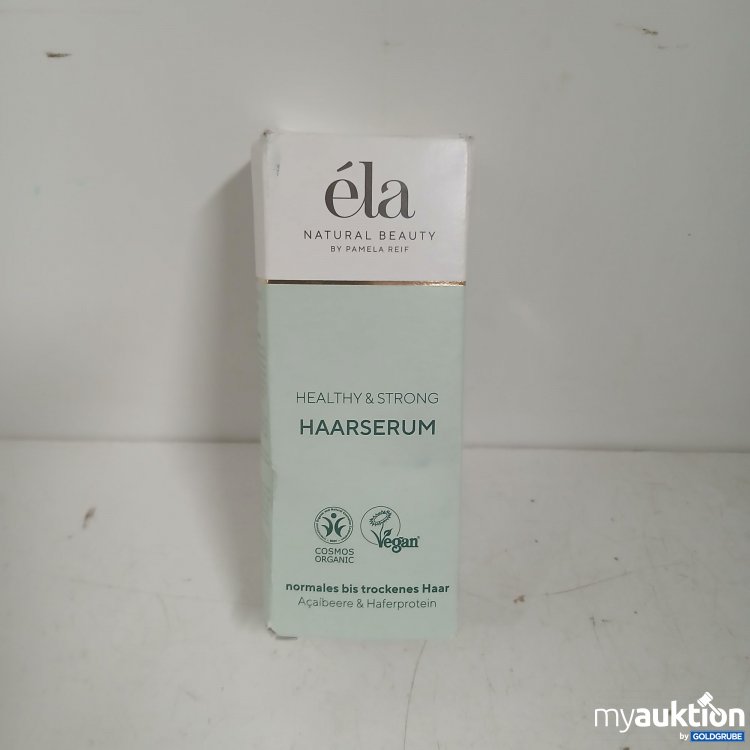 éla
NATURAL BEAUTY
BY PAMELA REIF
HEALTHY & STRONG
HAARSERUM
COSMOS
ORGANIC
Vegan
normales bis trockenes Haar
Açaíbeere & Haferprotein
myauktion
by GOLDGRUBE